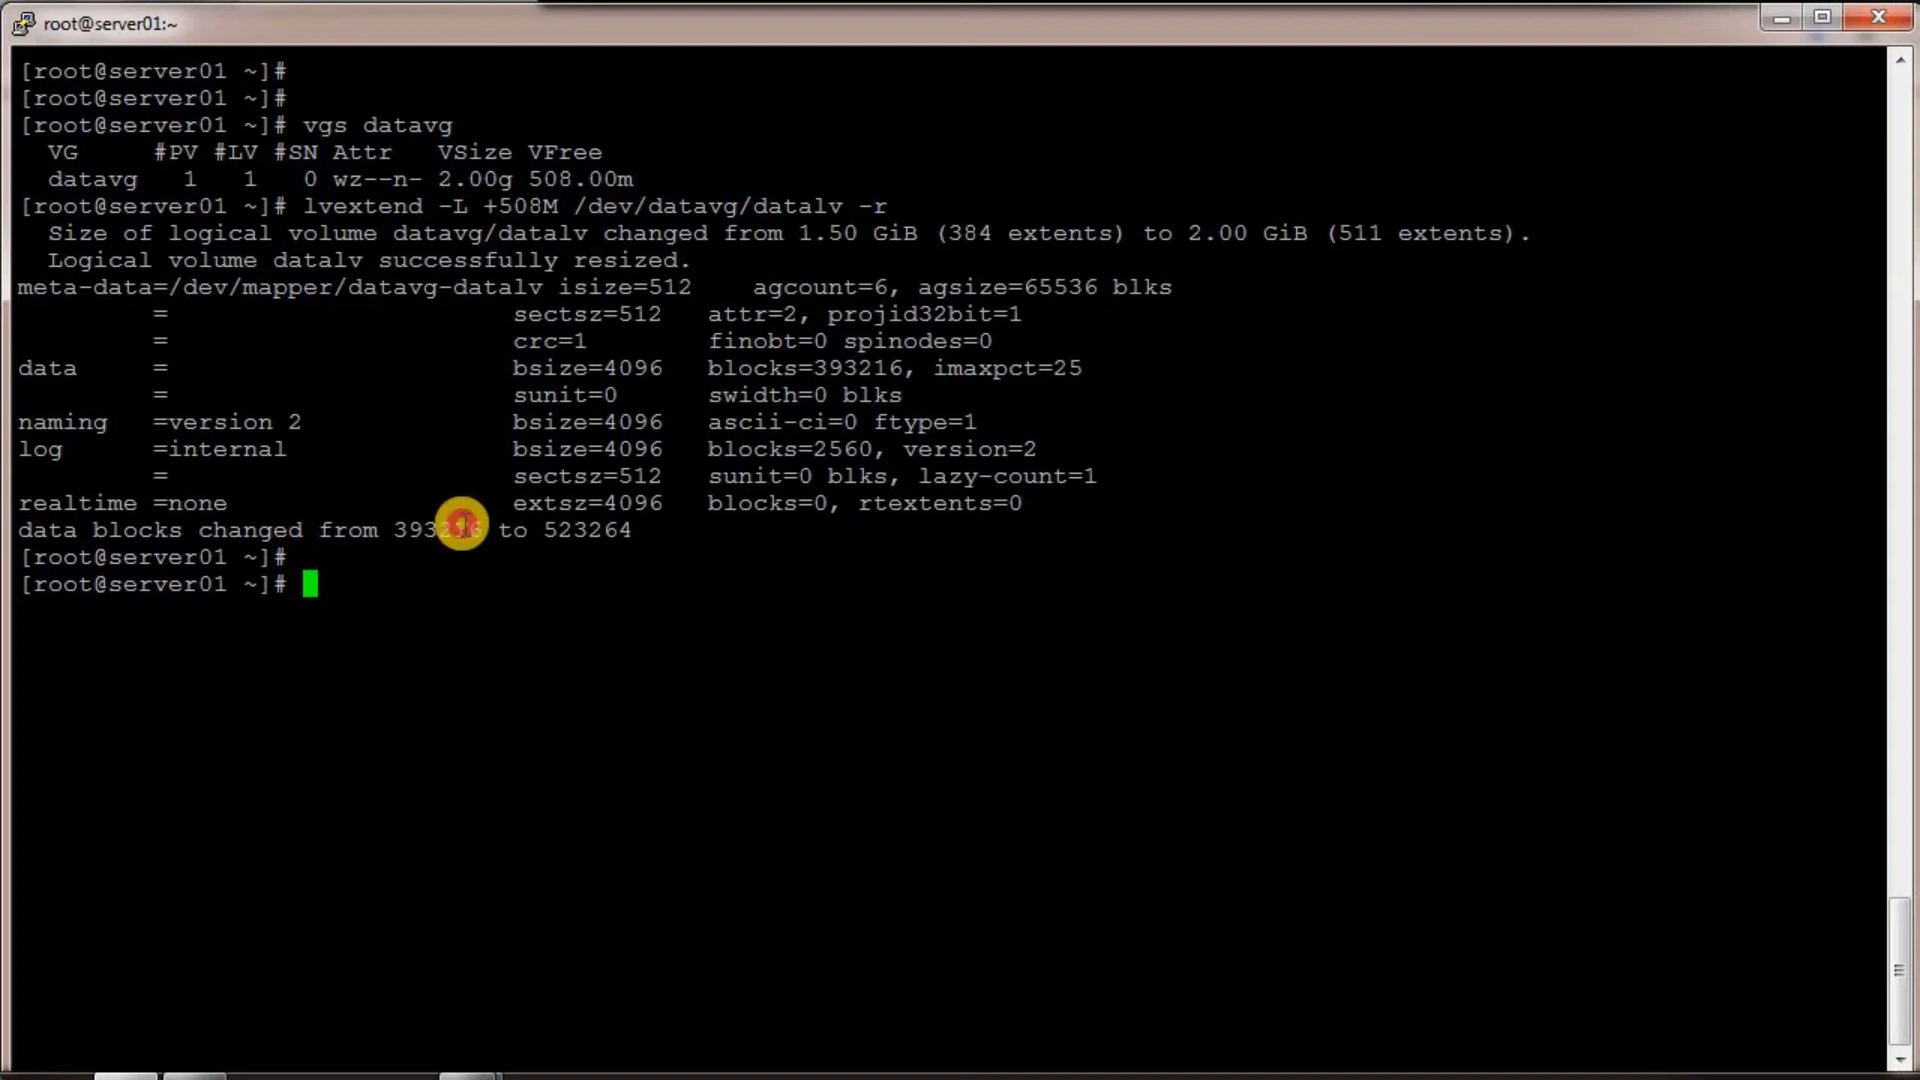 root@server01:~
[root@server01 ~]#
[root@server01 ~]#
[root@server01 ~]# vgs datavg
  VG     #PV #LV #SN Attr   VSize VFree
  datavg   1   1   0 wz--n- 2.00g 508.00m
[root@server01 ~]# lvextend -L +508M /dev/datavg/datalv -r
  Size of logical volume datavg/datalv changed from 1.50 GiB (384 extents) to 2.00 GiB (511 extents).
  Logical volume datalv successfully resized.
meta-data=/dev/mapper/datavg-datalv isize=512    agcount=6, agsize=65536 blks
         =                       sectsz=512   attr=2, projid32bit=1
         =                       crc=1        finobt=0 spinodes=0
data     =                       bsize=4096   blocks=393216, imaxpct=25
         =                       sunit=0      swidth=0 blks
naming   =version 2              bsize=4096   ascii-ci=0 ftype=1
log      =internal               bsize=4096   blocks=2560, version=2
         =                       sectsz=512   sunit=0 blks, lazy-count=1
realtime =none                   extsz=4096   blocks=0, rtextents=0
data blocks changed from 393216 to 523264
[root@server01 ~]#
[root@server01 ~]#